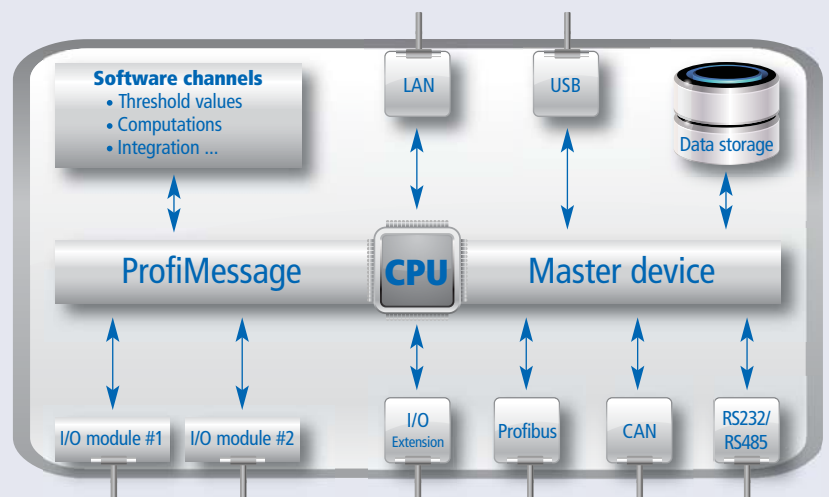 Software channels
• Threshold values
• Computations
• Integration ...
LAN
USB
Data storage
ProfiMessage
CPU
Master device
I/O module #1
I/O module #2
I/O
Extension
Profibus
CAN
RS232/
RS485